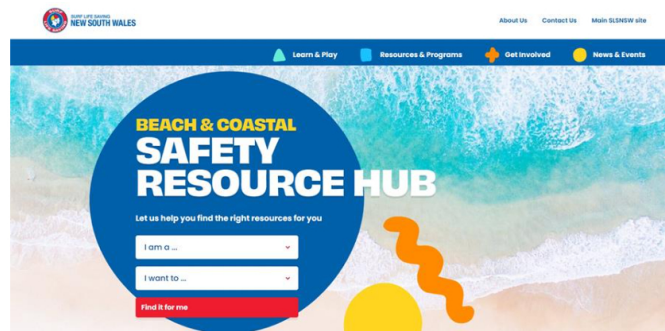 SURF LIFE SAVING
NEW SOUTH WALES
About Us Contact Us Main SLSNSW site
Learn & Play Resources & Programs Get Involved News & Events
BEACH & COASTAL
SAFETY
RESOURCE HUB
Let us help you find the right resources for you
I am a ...
I want to ...
Find it for me